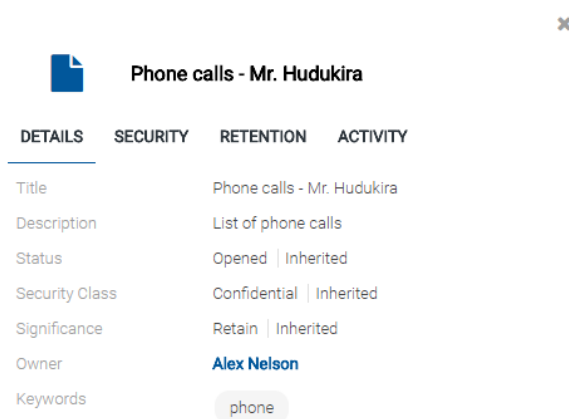 Phone calls - Mr. Hudukira
DETAILS SECURITY RETENTION ACTIVITY
Title Phone calls - Mr. Hudukira
Description List of phone calls
Status Opened | Inherited
Security Class Confidential | Inherited
Significance Retain | Inherited
Owner Alex Nelson
Keywords phone